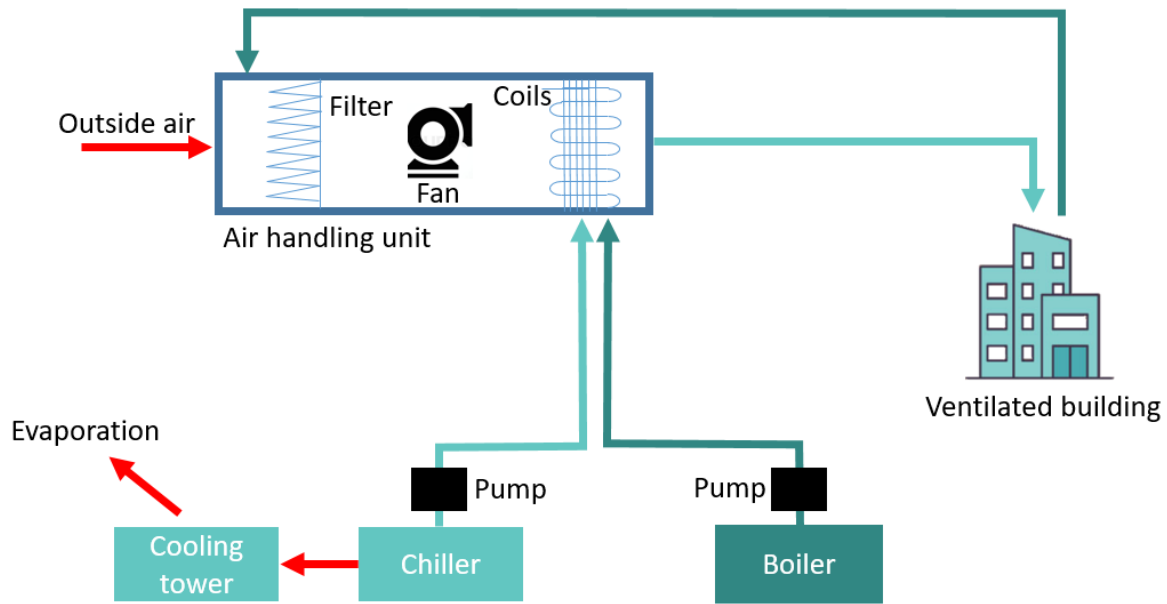 Outside air
Filter
Coils
Fan
Air handling unit
Ventilated building
Evaporation
Pump
Pump
Cooling
tower
Chiller
Boiler